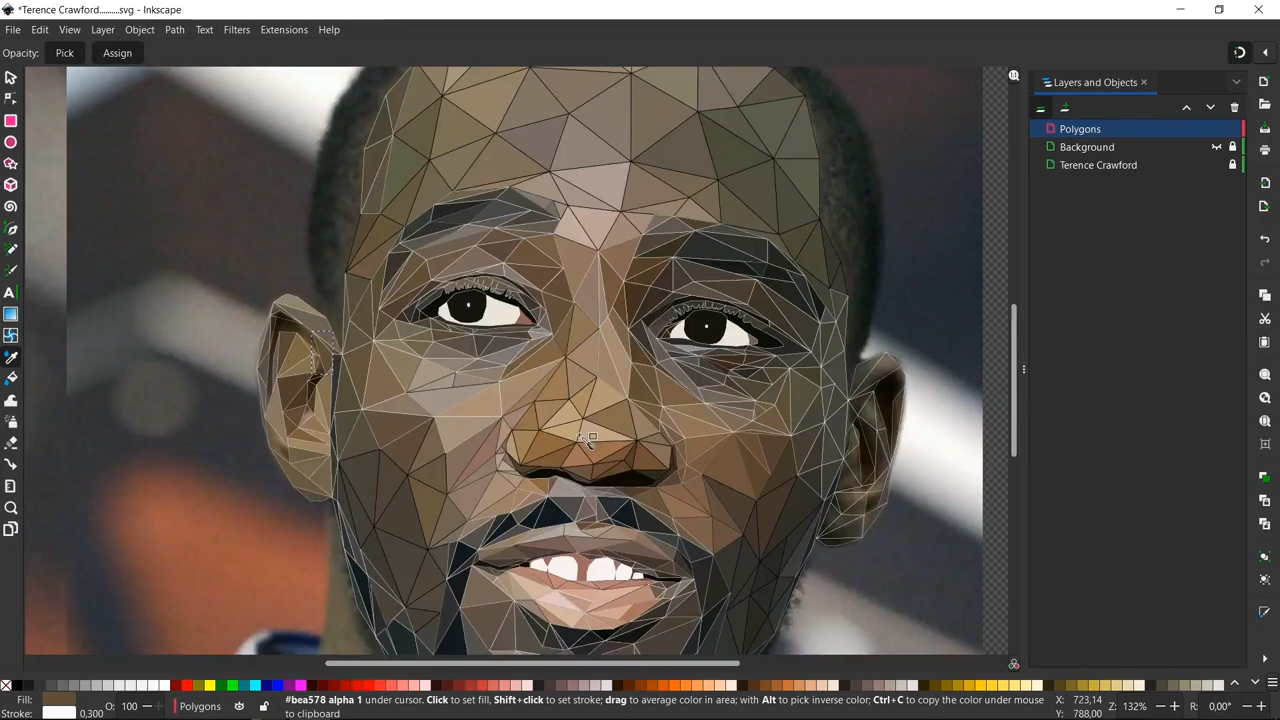 *Terence Crawford.........svg - Inkscape
File Edit View Layer Object Path Text Filters Extensions Help
Opacity: Pick Assign
Layers and Objects
Polygons
Background
Terence Crawford
Fill: O: 100 Polygons #bea578 alpha 1 under cursor. Click to set fill, Shift+click to set stroke; drag to average color in area; with Alt to pick inverse color; Ctrl+C to copy the color under mouse X: 723,14 Z: 132% R: 0,00°
Stroke: 0,300 to clipboard Y: 788,00